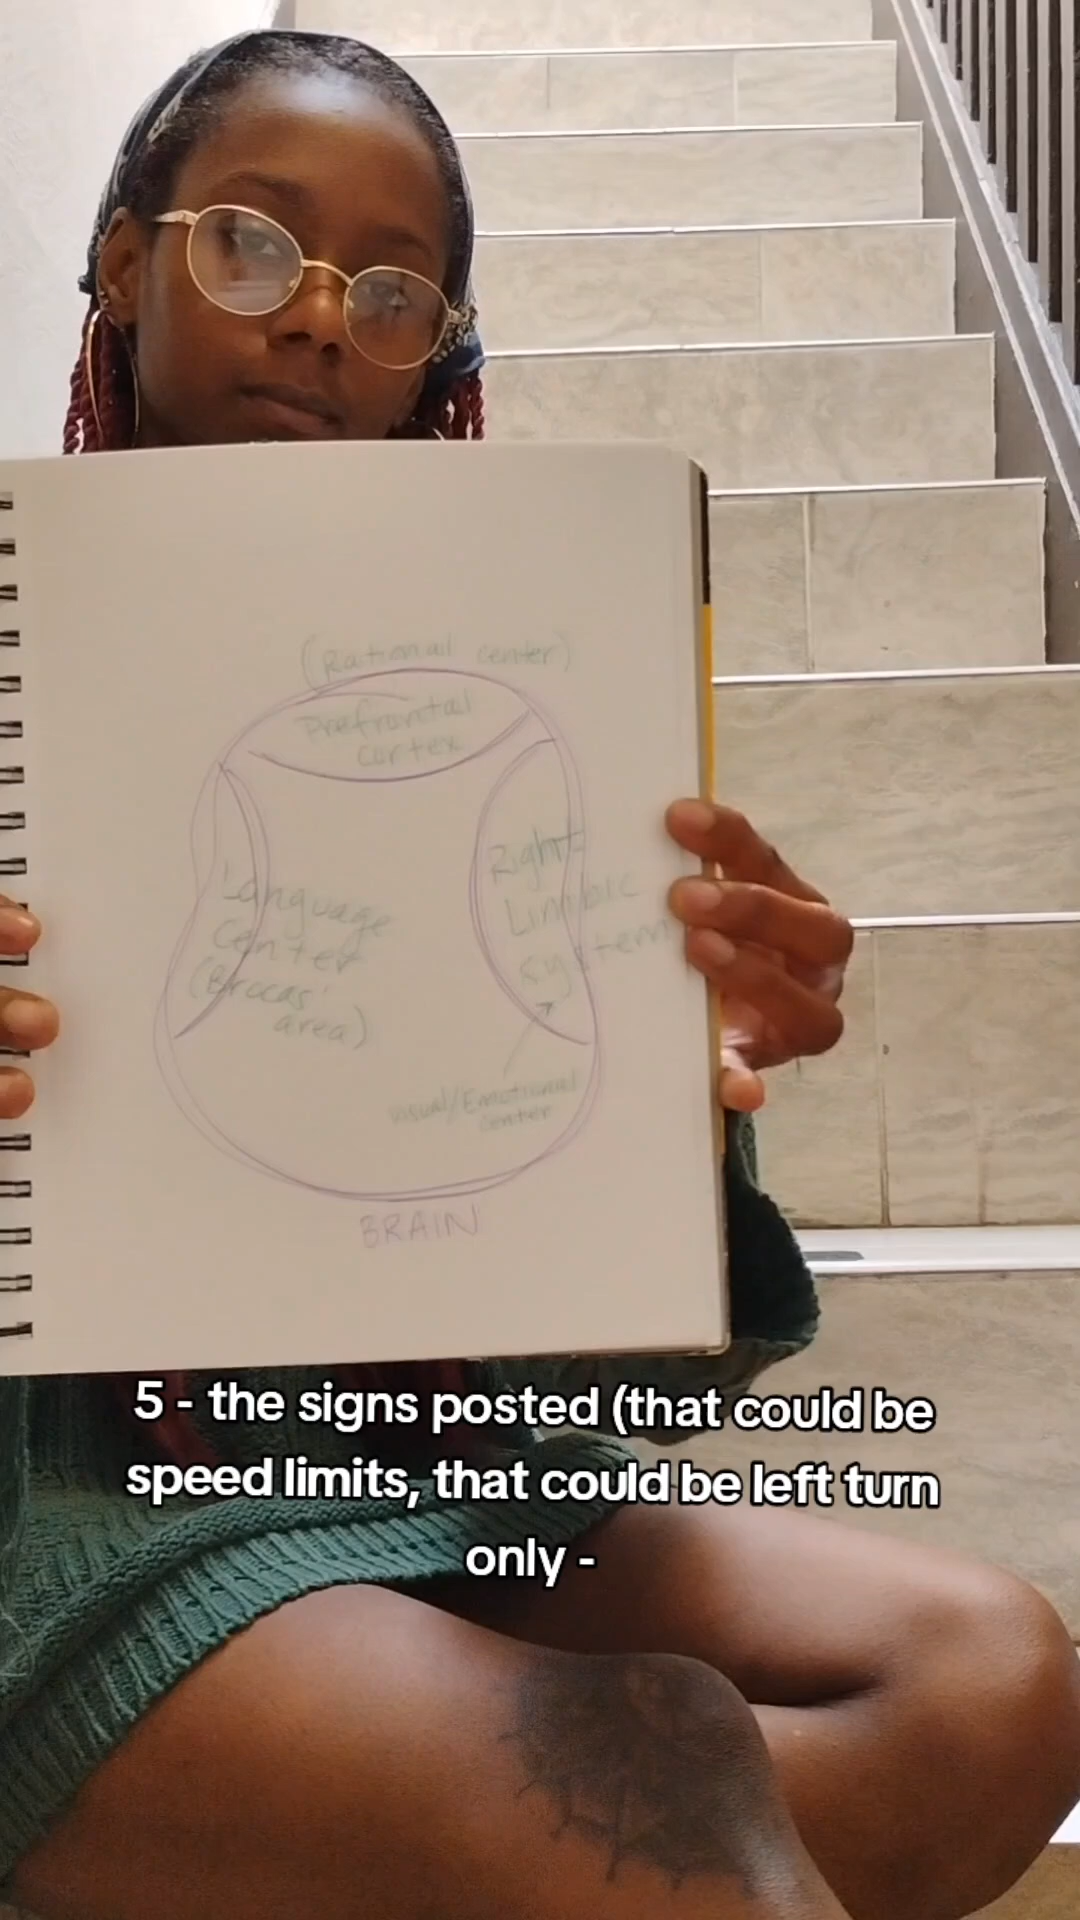 (Rational center)
Prefrontal
cortex
Language
Center
(Brocas'
area)
Right
Limbic
System
Visual/Emotional
center
BRAIN
5 - the signs posted (that could be
speed limits, that could be left turn
only -